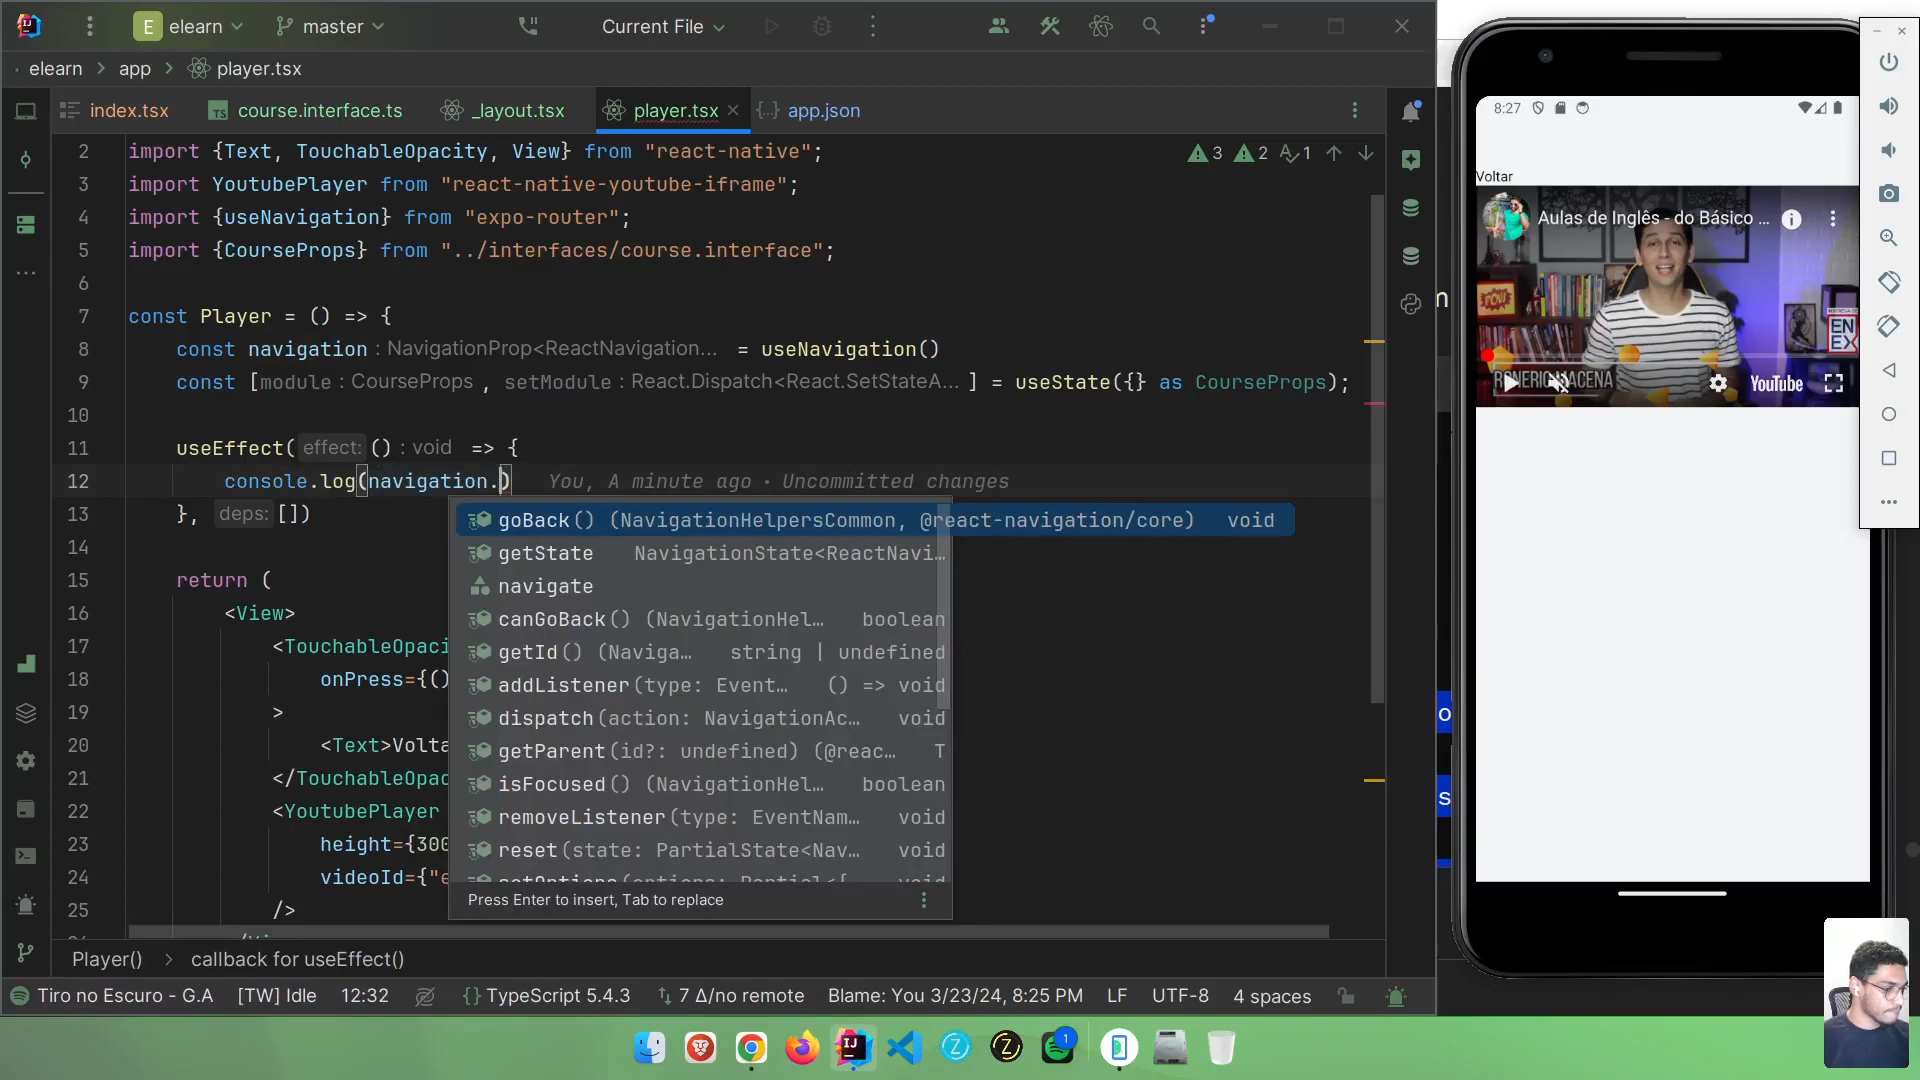 E elearn
master
Current File
elearn > app > player.tsx
index.tsx
TS course.interface.ts
_layout.tsx
player.tsx
{} app.json
2 import {Text, TouchableOpacity, View} from "react-native";
3 import YoutubePlayer from "react-native-youtube-iframe";
4 import {useNavigation} from "expo-router";
5 import {CourseProps} from "../interfaces/course.interface";
6
7 const Player = () => {
8 const navigation : NavigationProp<ReactNavigation... = useNavigation()
9 const [module : CourseProps , setModule : React.Dispatch<React.SetStateA... ] = useState({} as CourseProps);
10
11 useEffect( effect: () : void => {
12 console.log(navigation.) You, A minute ago · Uncommitted changes
13 }, deps: [])
14
15 return (
16 <View>
17 <TouchableOpaci
18 onPress={()
19 >
20 <Text>Volta
21 </TouchableOpac
22 <YoutubePlayer
23 height={300
24 videoId={"e
25 />
3 2 1
goBack() (NavigationHelpersCommon, @react-navigation/core) void
getState NavigationState<ReactNavi...
navigate
canGoBack() (NavigationHel... boolean
getId() (Naviga... string | undefined
addListener(type: Event... () => void
dispatch(action: NavigationAc... void
getParent(id?: undefined) (@reac... T
isFocused() (NavigationHel... boolean
removeListener(type: EventNam... void
reset(state: PartialState<Nav... void
Press Enter to insert, Tab to replace
Player() > callback for useEffect()
Tiro no Escuro - G.A
[TW] Idle
12:32
{} TypeScript 5.4.3
7 Δ/no remote
Blame: You 3/23/24, 8:25 PM
LF
UTF-8
4 spaces
8:27
Voltar
Aulas de Inglês - do Básico ...
POW
EN
EX
YouTube
1